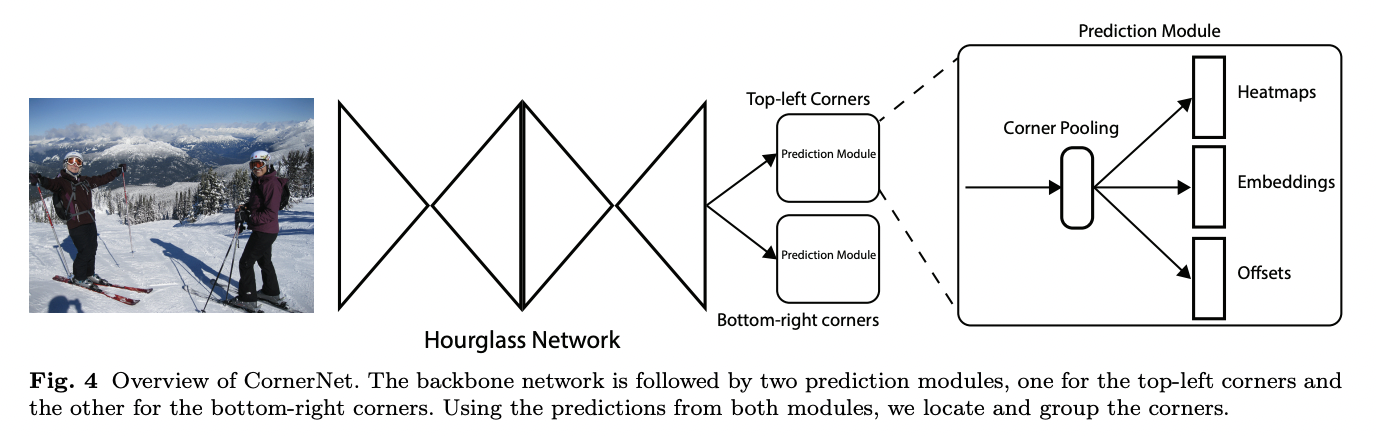 Prediction Module
Top-left Corners
Prediction Module
Prediction Module
Bottom-right corners
Hourglass Network
Corner Pooling
Heatmaps
Embeddings
Offsets
Fig. 4 Overview of CornerNet. The backbone network is followed by two prediction modules, one for the top-left corners and
the other for the bottom-right corners. Using the predictions from both modules, we locate and group the corners.